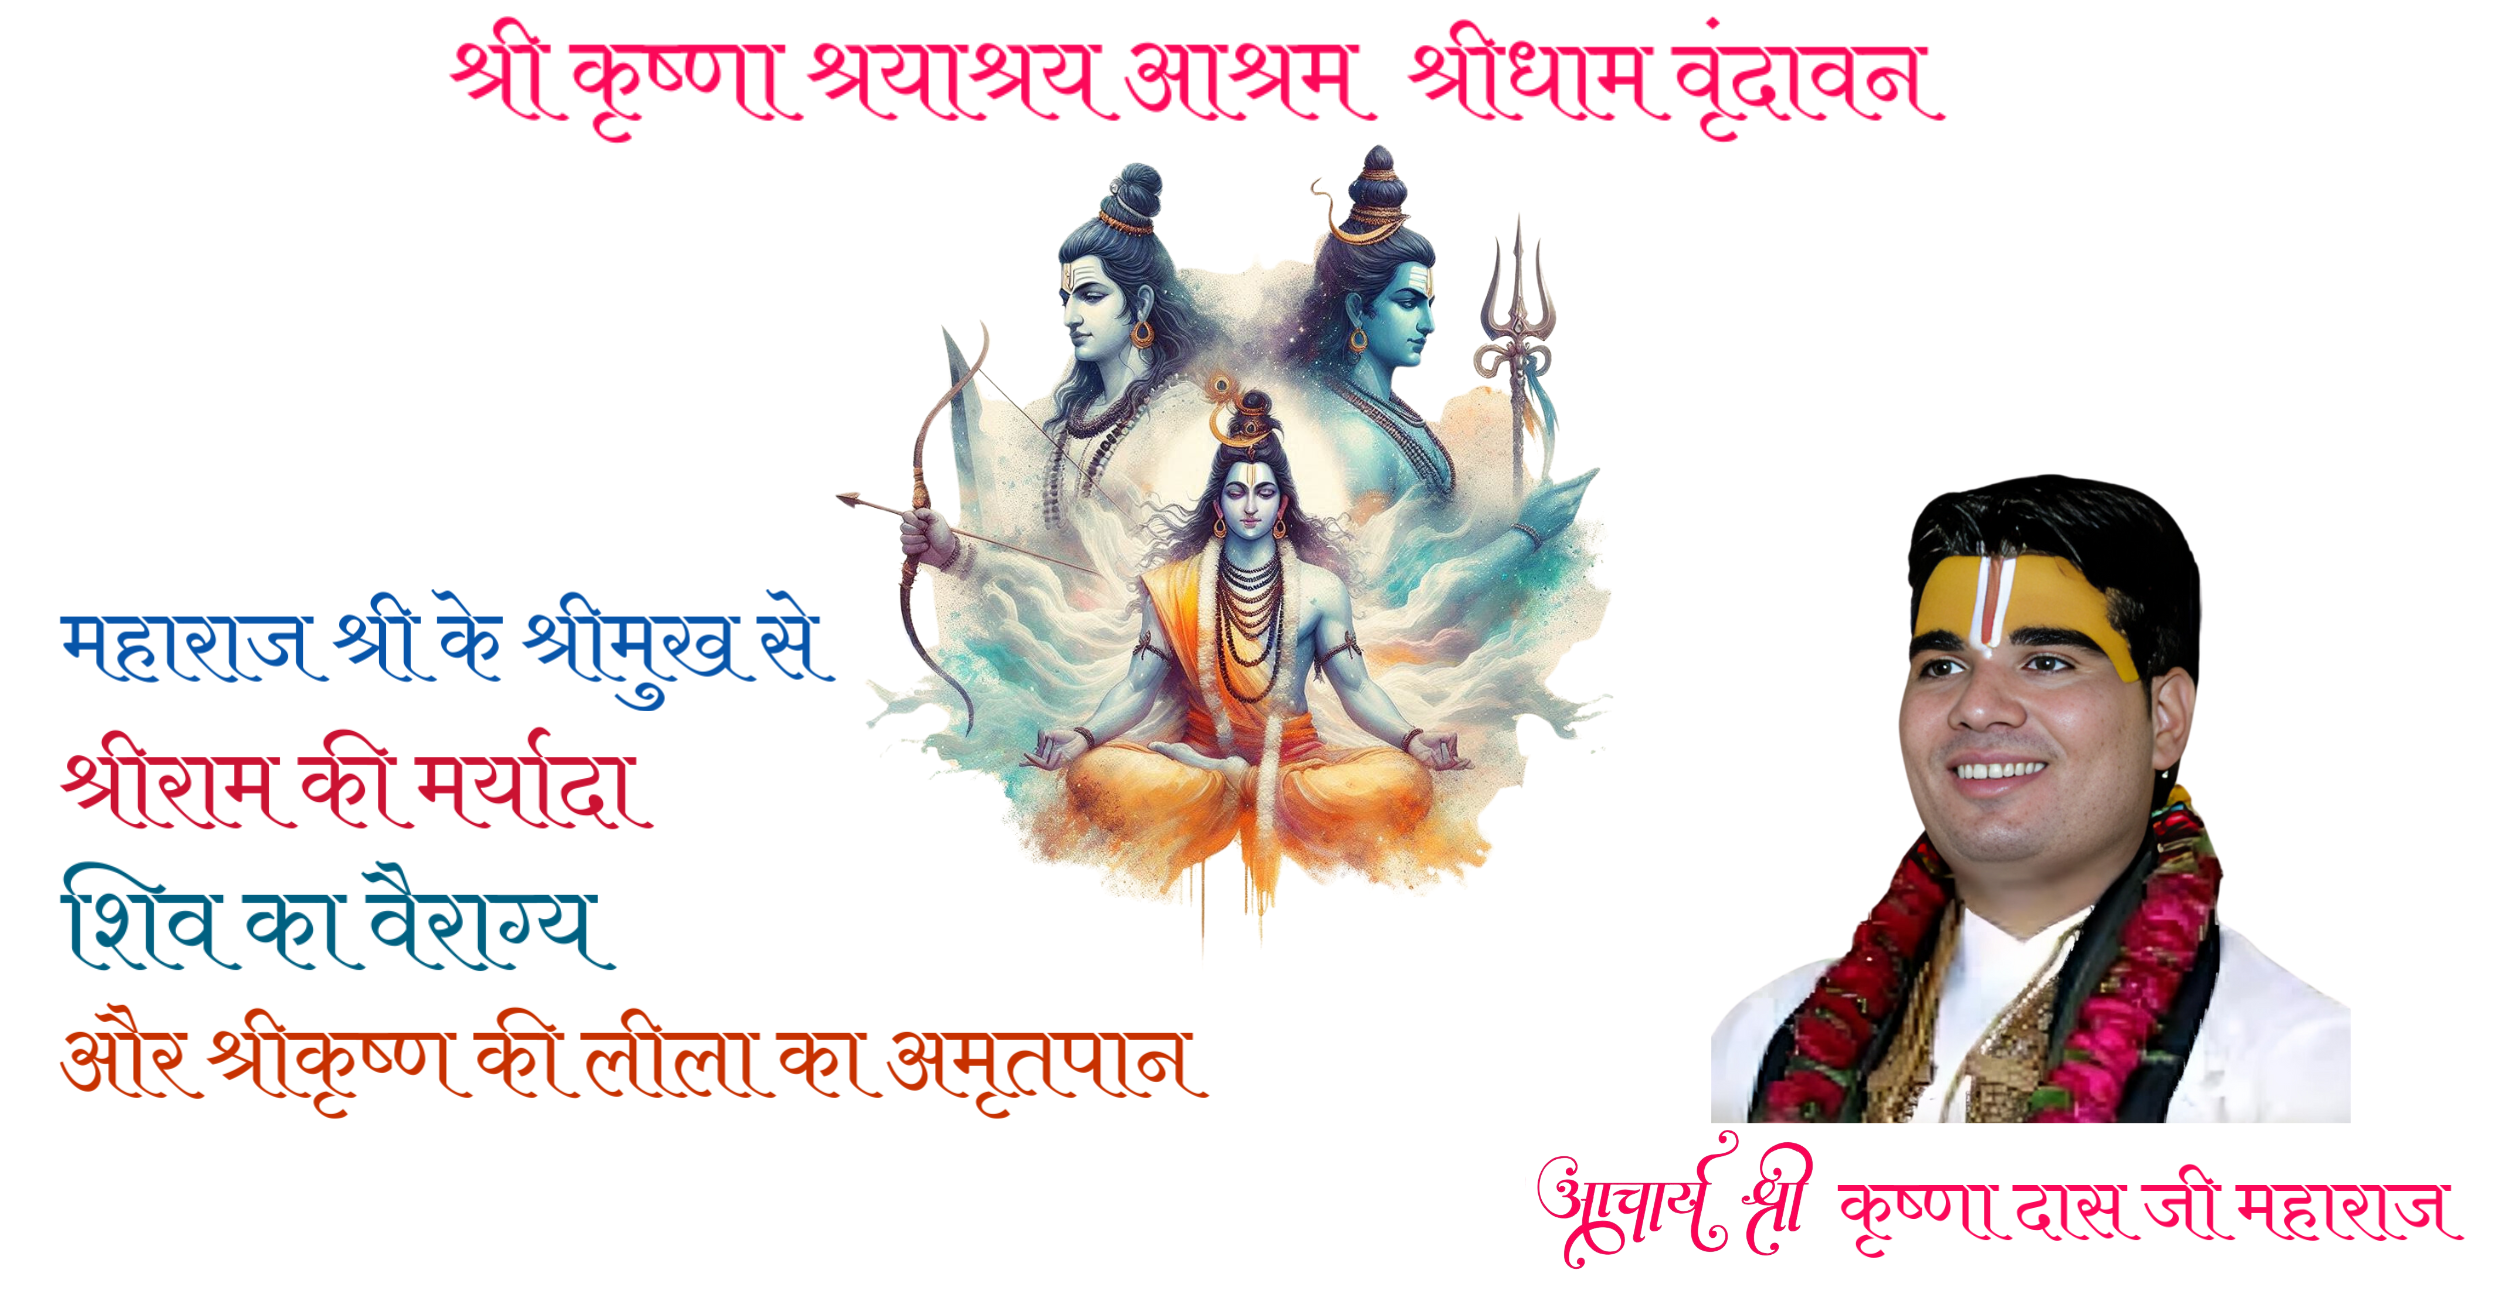 श्री कृष्णा श्रयाश्रय आश्रम श्रीधाम वृंदावन
महाराज श्री के श्रीमुख से
श्रीराम की मर्यादा
शिव का वैराग्य
और श्रीकृष्ण की लीला का अमृतपान
आचार्य श्री कृष्णा दास जी महाराज